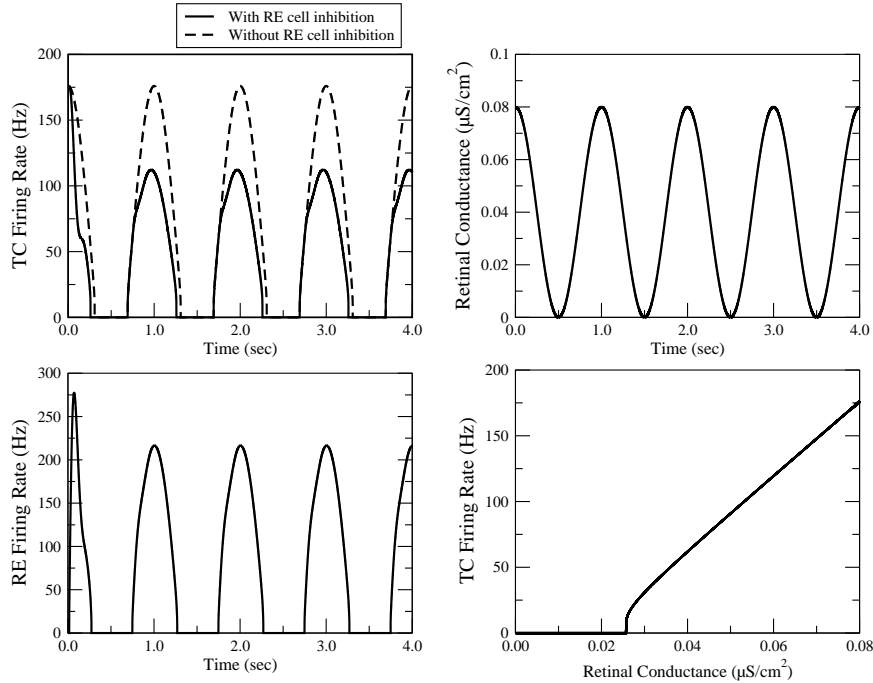 With RE cell inhibition
Without RE cell inhibition
TC Firing Rate (Hz)
200
150
100
50
0
0.0 1.0 2.0 3.0 4.0
Time (sec)
Retinal Conductance (μS/cm²)
0.1
0.08
0.06
0.04
0.02
0
0.0 1.0 2.0 3.0 4.0
Time (sec)
RE Firing Rate (Hz)
300
250
200
150
100
50
0
0.0 1.0 2.0 3.0 4.0
Time (sec)
TC Firing Rate (Hz)
200
150
100
50
0
0.00 0.02 0.04 0.06 0.08
Retinal Conductance (μS/cm²)